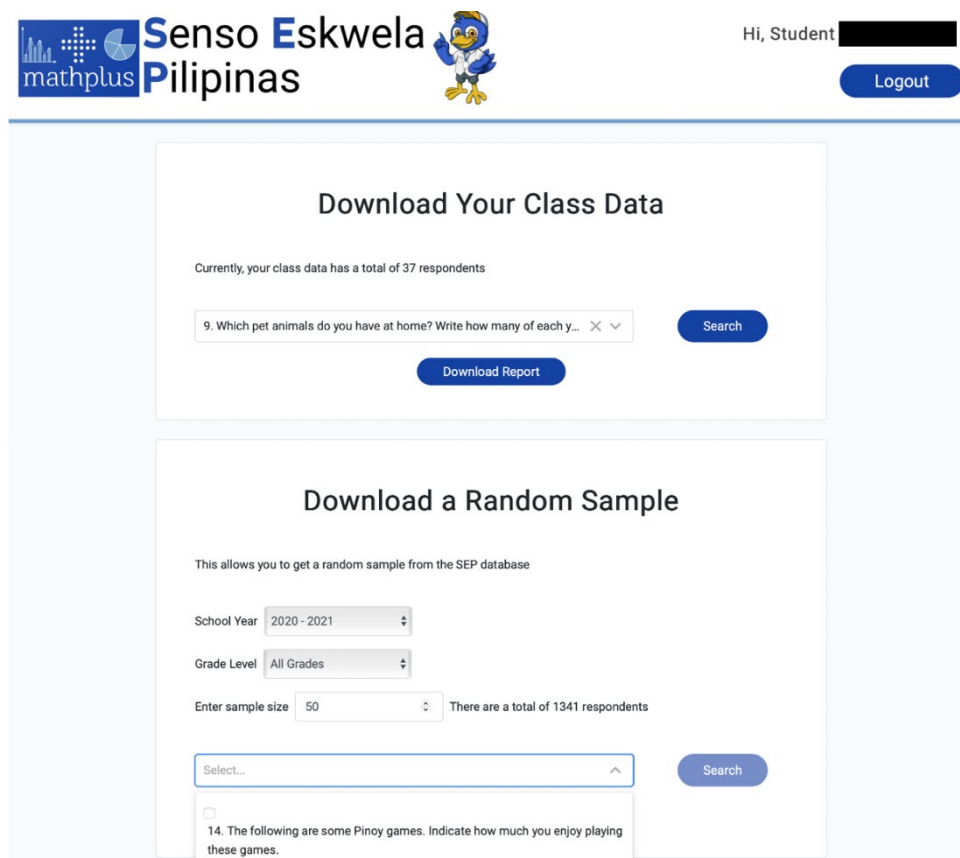 mathplus
Senso Eskwela
Pilipinas
Hi, Student
Logout
Download Your Class Data
Currently, your class data has a total of 37 respondents
9. Which pet animals do you have at home? Write how many of each y...
Search
Download Report
Download a Random Sample
This allows you to get a random sample from the SEP database
School Year 2020 - 2021
Grade Level All Grades
Enter sample size 50 There are a total of 1341 respondents
Select...
Search
14. The following are some Pinoy games. Indicate how much you enjoy playing
these games.